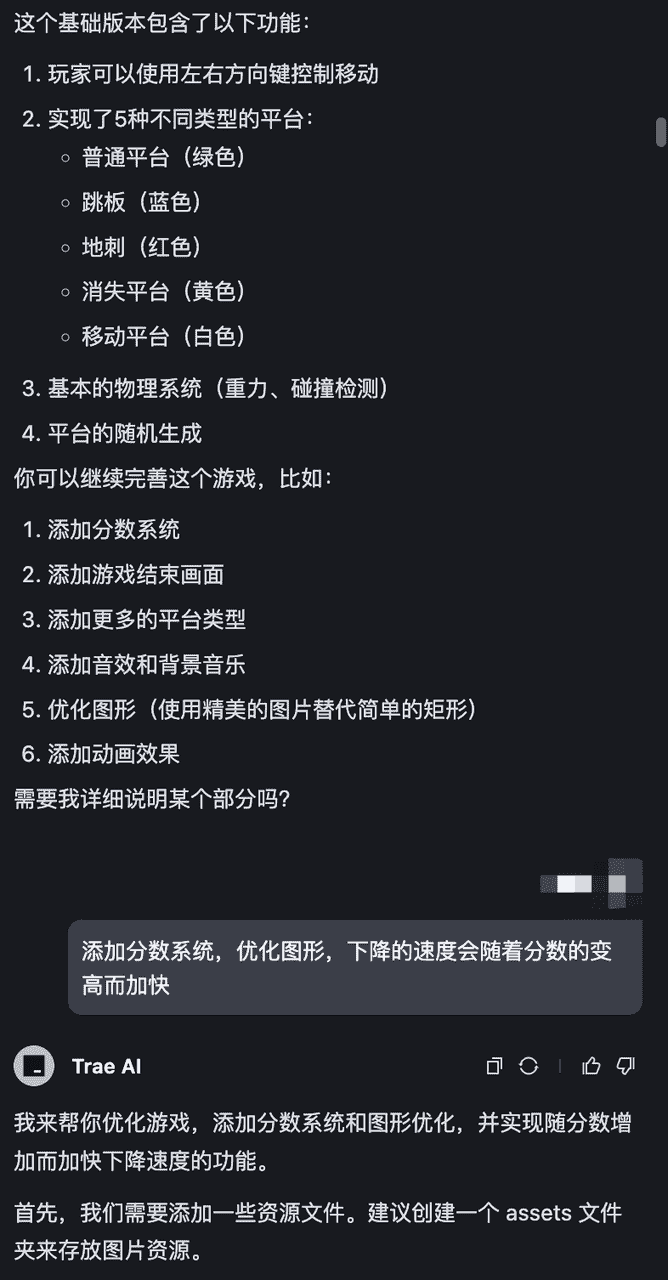 这个基础版本包含了以下功能：
1. 玩家可以使用左右方向键控制移动
2. 实现了5种不同类型的平台：
普通平台（绿色）
跳板（蓝色）
地刺（红色）
消失平台（黄色）
移动平台（白色）
3. 基本的物理系统（重力、碰撞检测）
4. 平台的随机生成
你可以继续完善这个游戏，比如：
1. 添加分数系统
2. 添加游戏结束画面
3. 添加更多的平台类型
4. 添加音效和背景音乐
5. 优化图形（使用精美的图片替代简单的矩形）
6. 添加动画效果
需要我详细说明某个部分吗？
添加分数系统，优化图形，下降的速度会随着分数的变
高而加快
Trae AI
我来帮你优化游戏，添加分数系统和图形优化，并实现随分数增
加而加快下降速度的功能。
首先，我们需要添加一些资源文件。建议创建一个 assets 文件
夹来存放图片资源。